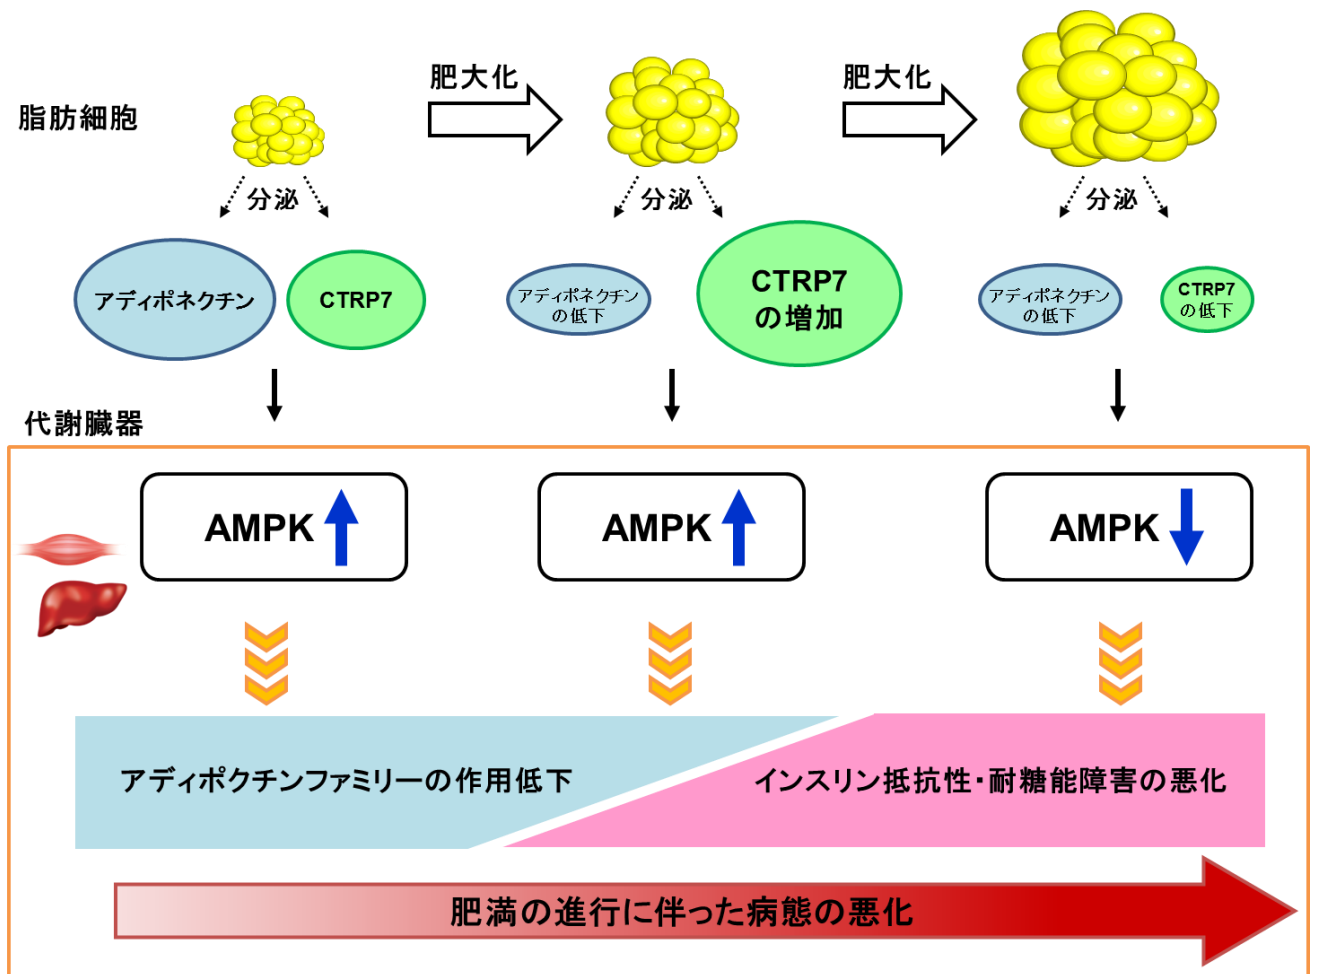 脂肪細胞
肥大化
肥大化
分泌
分泌
分泌
アディポネクチン
CTRP7
アディポネクチン
の低下
CTRP7
の増加
アディポネクチン
の低下
CTRP7
の低下
代謝臓器
AMPK
AMPK
AMPK
アディポクチンファミリーの作用低下
インスリン抵抗性・耐糖能障害の悪化
肥満の進行に伴った病態の悪化